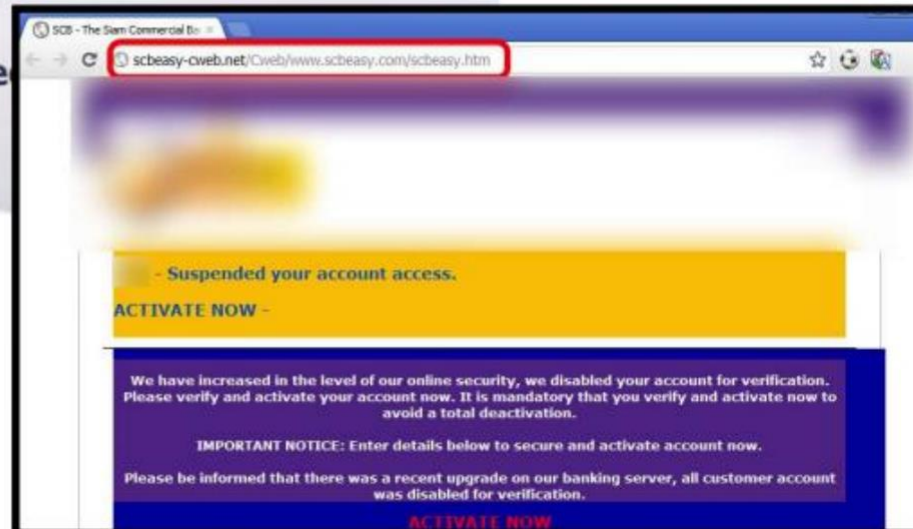 SCB - The Siam Commercial Ba
scbeasy-cweb.net/Cweb/www.scbeasy.com/scbeasy.htm
- Suspended your account access.
ACTIVATE NOW -
We have increased in the level of our online security, we disabled your account for verification.
Please verify and activate your account now. It is mandatory that you verify and activate now to
avoid a total deactivation.
IMPORTANT NOTICE: Enter details below to secure and activate account now.
Please be informed that there was a recent upgrade on our banking server, all customer account
was disabled for verification.
ACTIVATE NOW